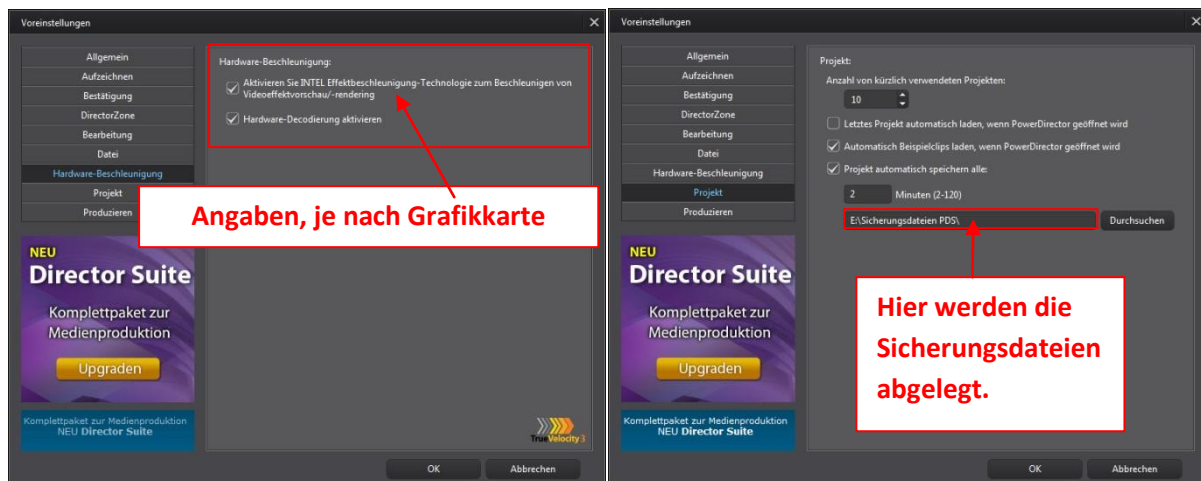 Voreinstellungen
Allgemein
Aufzeichnen
Bestätigung
DirectorZone
Bearbeitung
Datei
Hardware-Beschleunigung
Projekt
Produzieren
Hardware-Beschleunigung:
Aktivieren Sie INTEL Effektbeschleunigung-Technologie zum Beschleunigen von
Videoeffektvorschau/-rendering
Hardware-Decodierung aktivieren
Angaben, je nach Grafikkarte
NEU
Director Suite
Komplettpaket zur
Medienproduktion
Upgraden
Komplettpaket zur Medienproduktion
NEU Director Suite
TrueVelocity3
OK
Abbrechen
Voreinstellungen
Allgemein
Aufzeichnen
Bestätigung
DirectorZone
Bearbeitung
Datei
Hardware-Beschleunigung
Projekt
Produzieren
Projekt:
Anzahl von kürzlich verwendeten Projekten:
10
Letztes Projekt automatisch laden, wenn PowerDirector geöffnet wird
Automatisch Beispielclips laden, wenn PowerDirector geöffnet wird
Projekt automatisch speichern alle:
2 Minuten (2-120)
E:\Sicherungsdateien PDS\ Durchsuchen
Hier werden die
Sicherungsdateien
abgelegt.
NEU
Director Suite
Komplettpaket zur
Medienproduktion
Upgraden
Komplettpaket zur Medienproduktion
NEU Director Suite
OK
Abbrechen